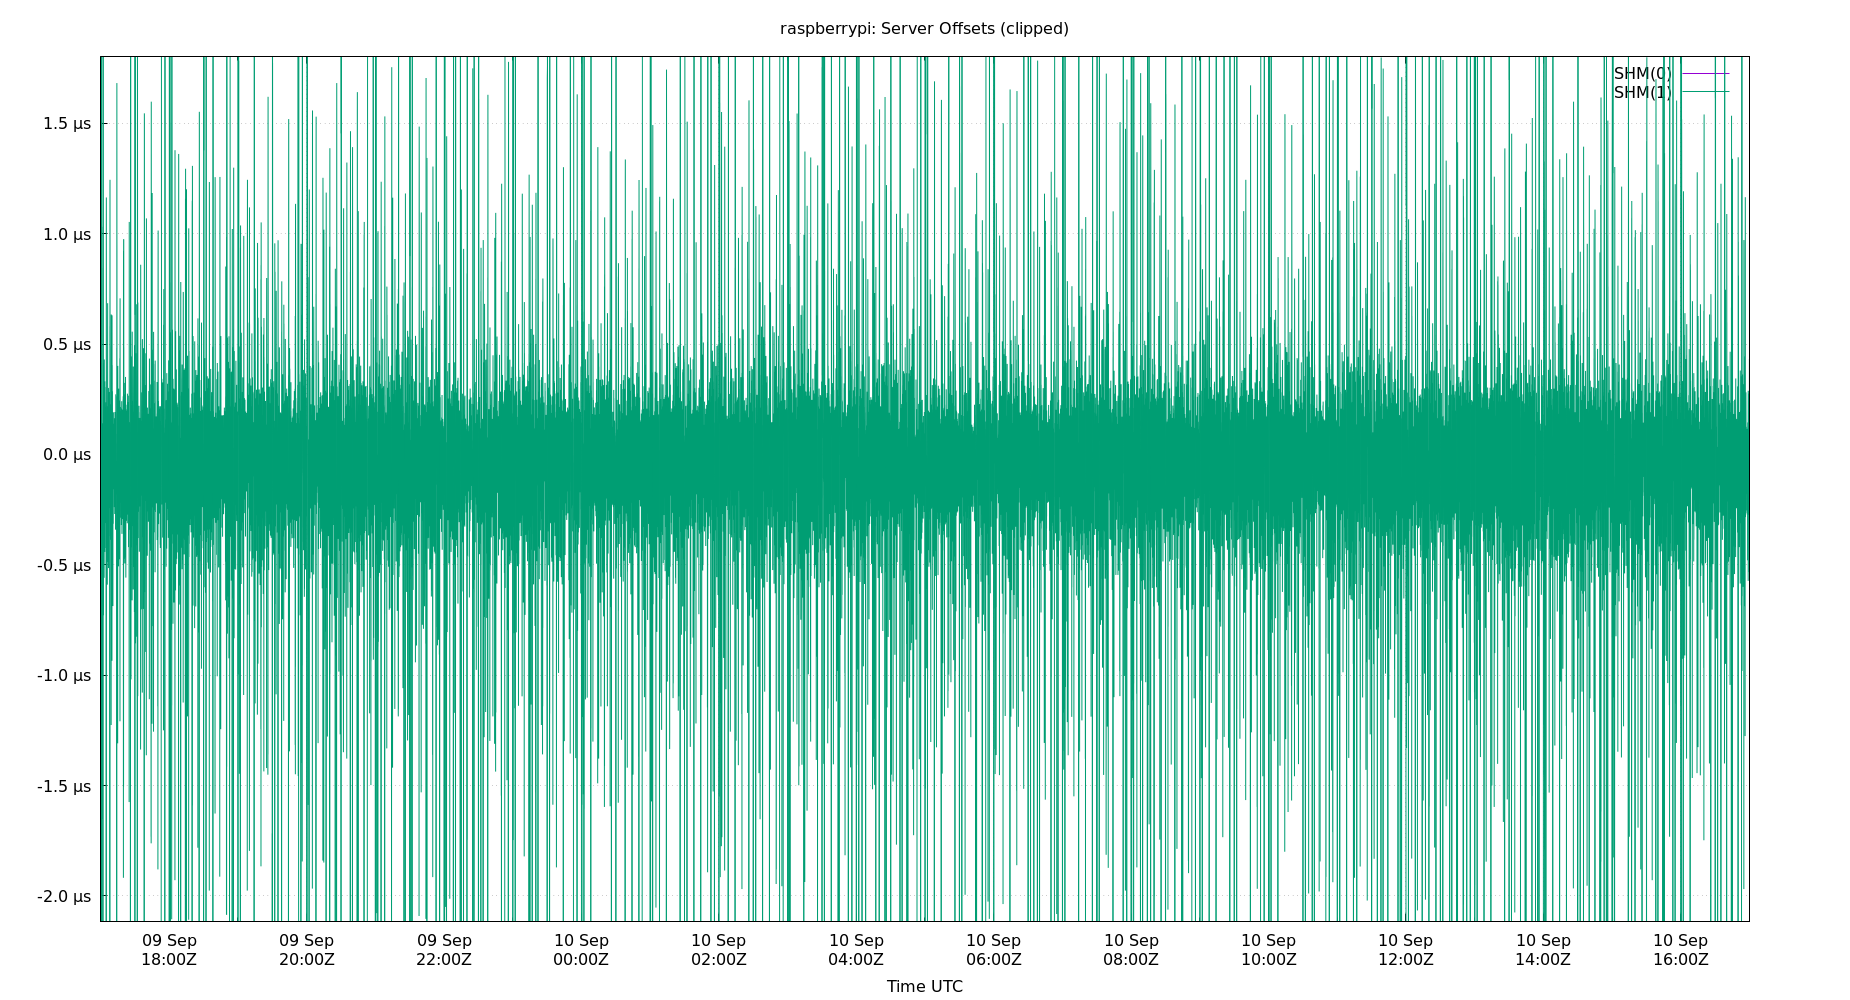 raspberrypi: Server Offsets (clipped)
SHM(0)
SHM(1)
1.5 µs
1.0 µs
0.5 µs
0.0 µs
-0.5 µs
-1.0 µs
-1.5 µs
-2.0 µs
09 Sep 09 Sep 09 Sep 10 Sep 10 Sep 10 Sep 10 Sep 10 Sep 10 Sep 10 Sep 10 Sep 10 Sep
18:00Z 20:00Z 22:00Z 00:00Z 02:00Z 04:00Z 06:00Z 08:00Z 10:00Z 12:00Z 14:00Z 16:00Z
Time UTC